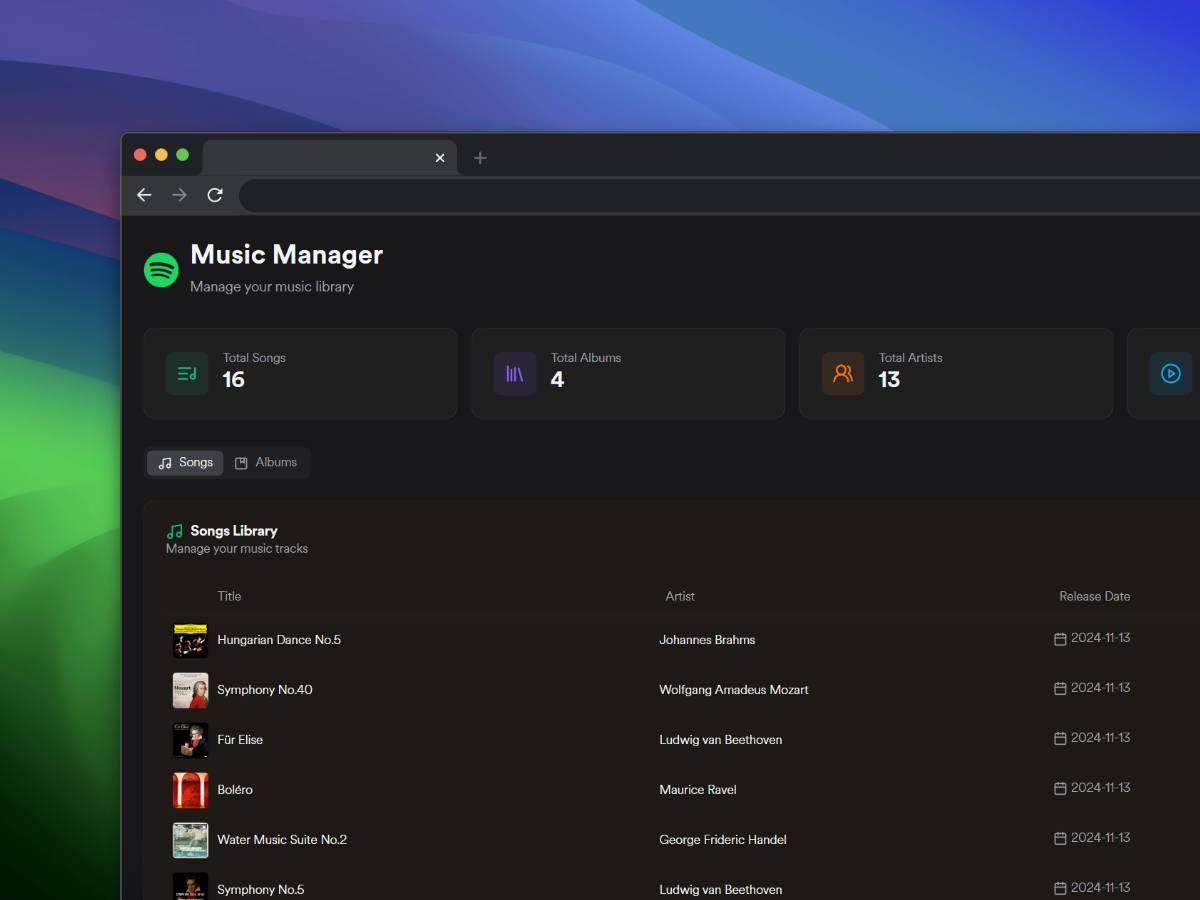 Music Manager
Manage your music library
Total Songs
16
Total Albums
4
Total Artists
13
Songs
Albums
Songs Library
Manage your music tracks
Title Artist Release Date
Hungarian Dance No.5 Johannes Brahms 2024-11-13
Mozart
Symphony No.40 Wolfgang Amadeus Mozart 2024-11-13
Für Elise
Für Elise Ludwig van Beethoven 2024-11-13
Boléro Maurice Ravel 2024-11-13
Water Music Suite No.2 George Frideric Handel 2024-11-13
Symphony No.5 Ludwig van Beethoven 2024-11-13